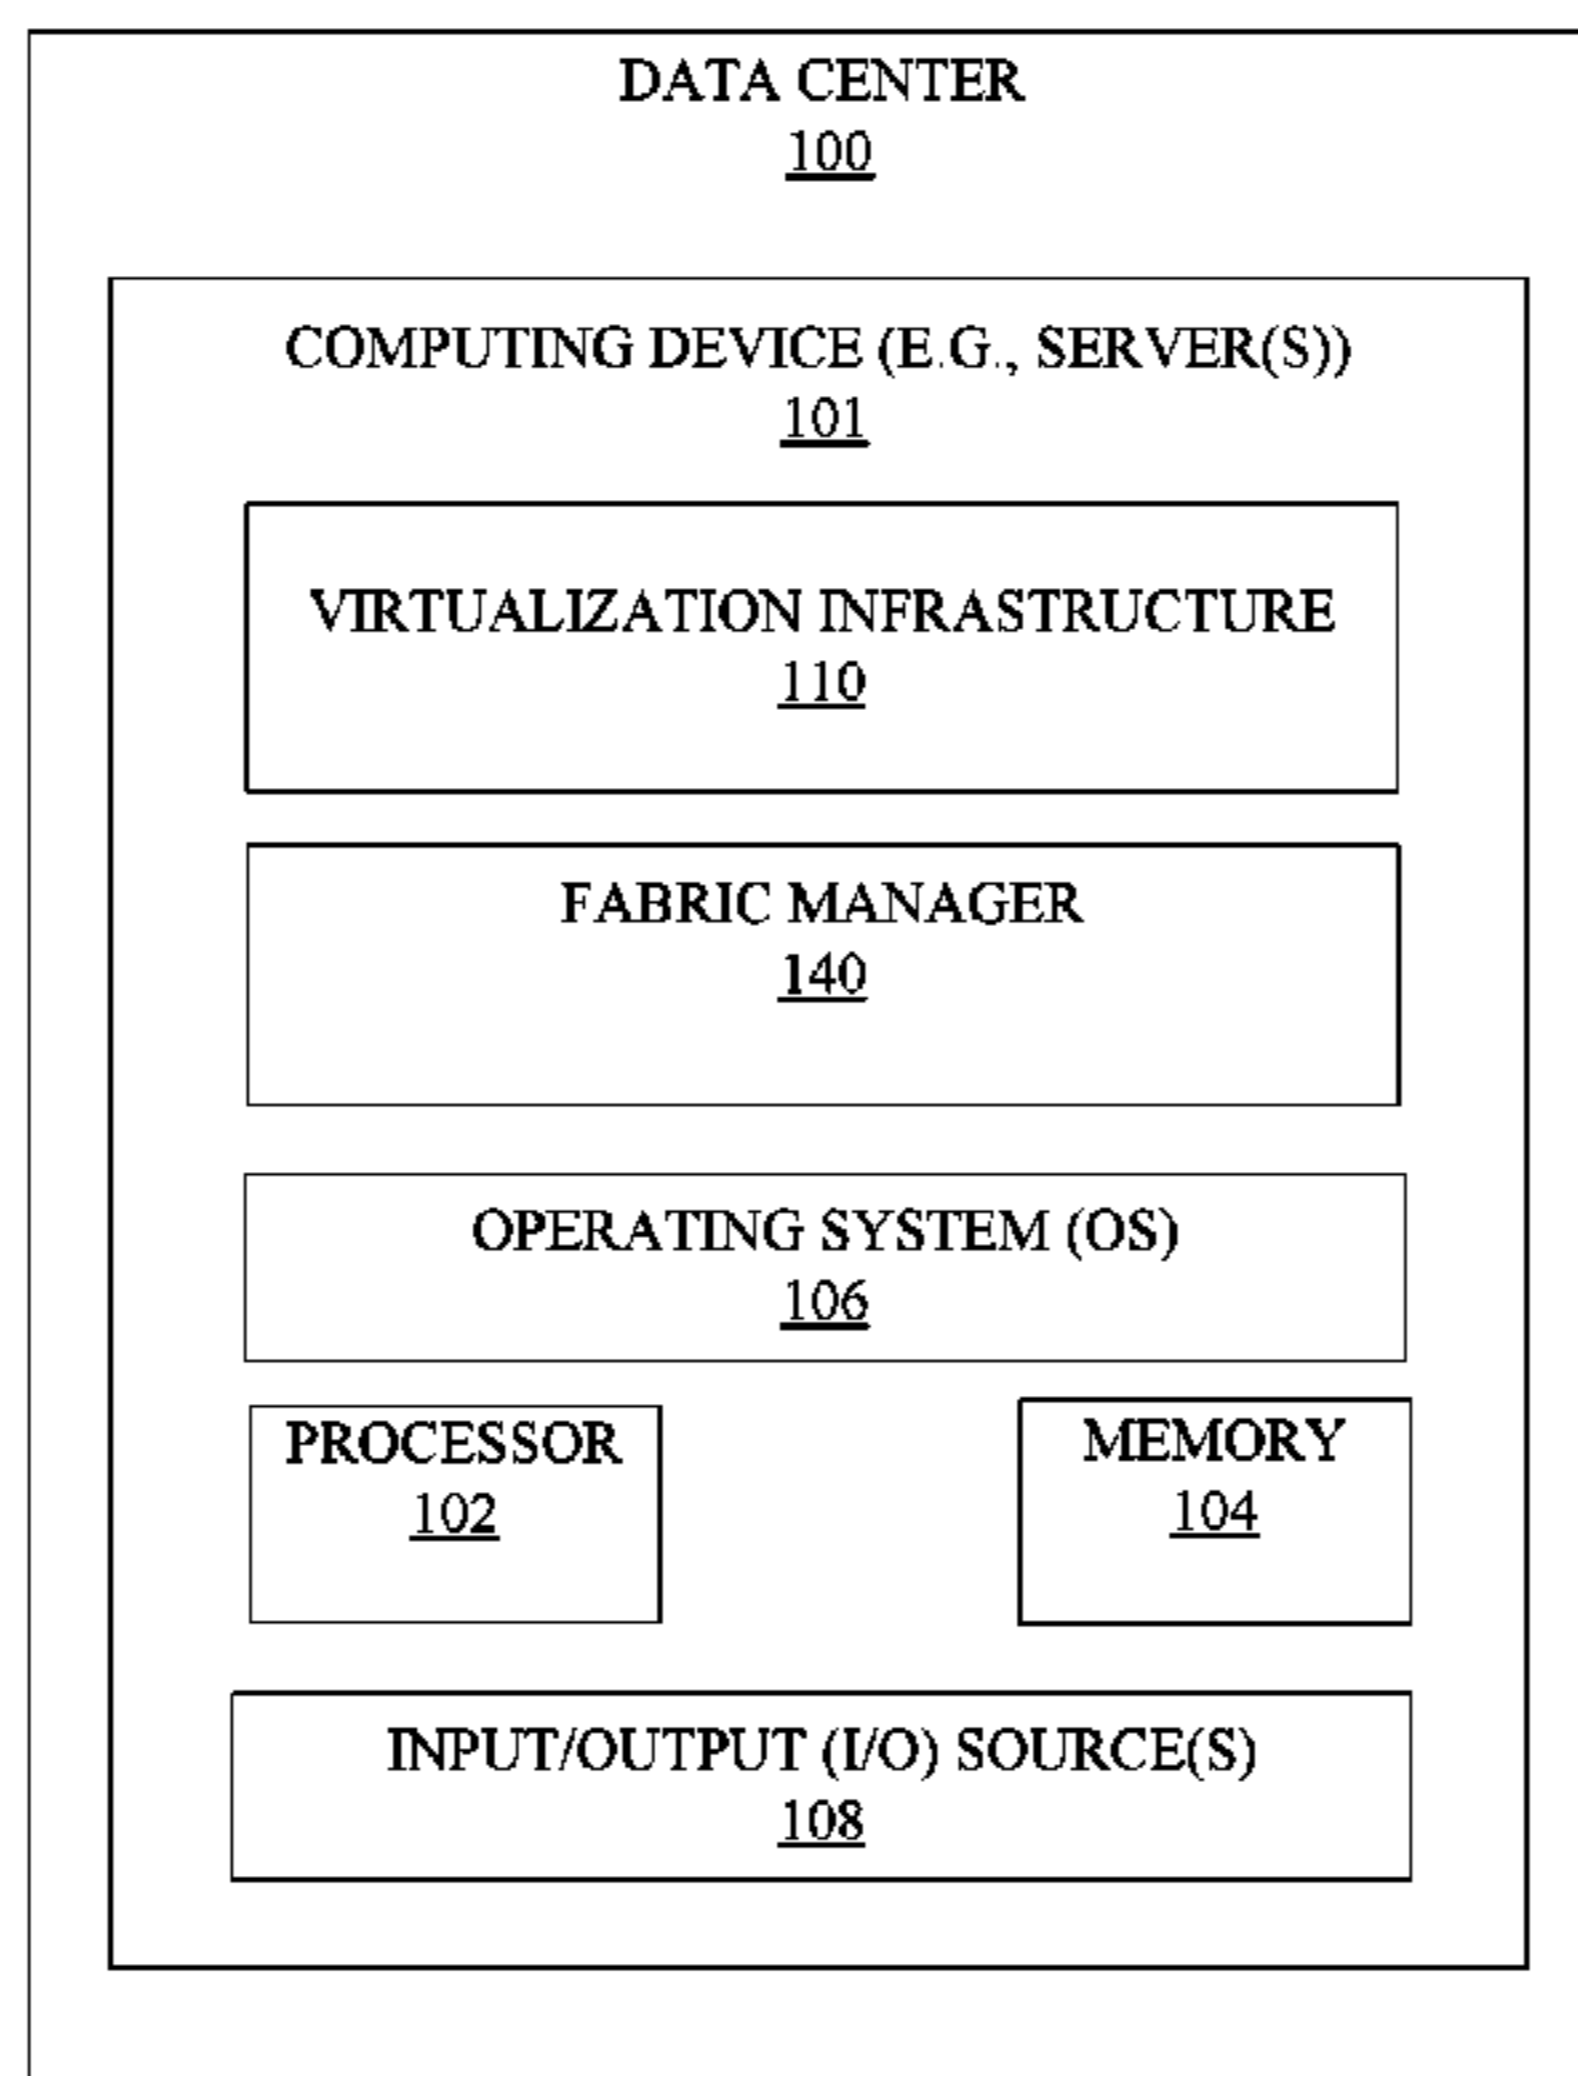 DATA CENTER
100
COMPUTING DEVICE (E.G., SERVER(S))
101
VIRTUALIZATION INFRASTRUCTURE
110
FABRIC MANAGER
140
OPERATING SYSTEM (OS)
106
PROCESSOR
102
MEMORY
104
INPUT/OUTPUT (I/O) SOURCE(S)
108